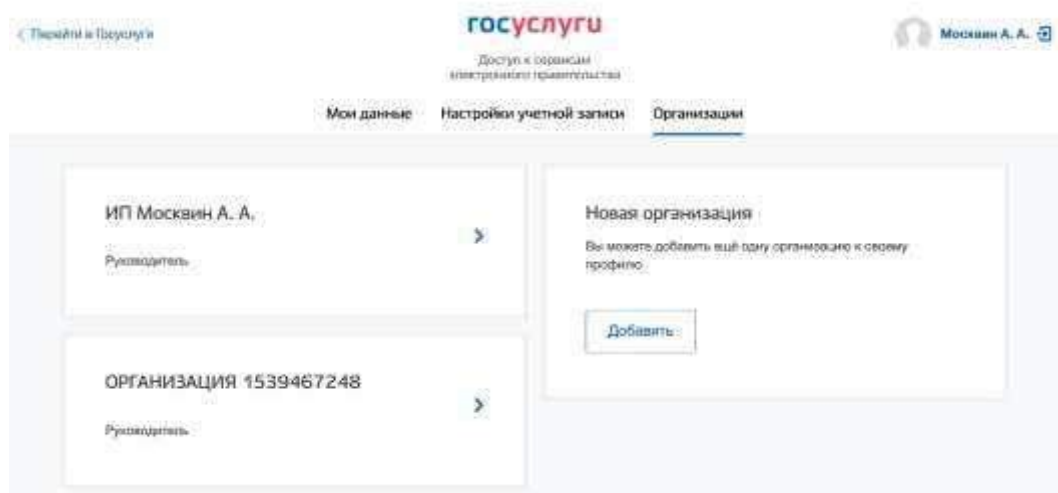 Перейти в Госуслуги
госуслуги
Москвин А. А.
Доступ к сервисам
электронного правительства
Мои данные Настройки учетной записи Организации
ИП Москвин А. А.
Руководитель
Новая организация
Вы можете добавить ещё одну организацию к своему
профилю
Добавить
ОРГАНИЗАЦИЯ 1539467248
Руководитель